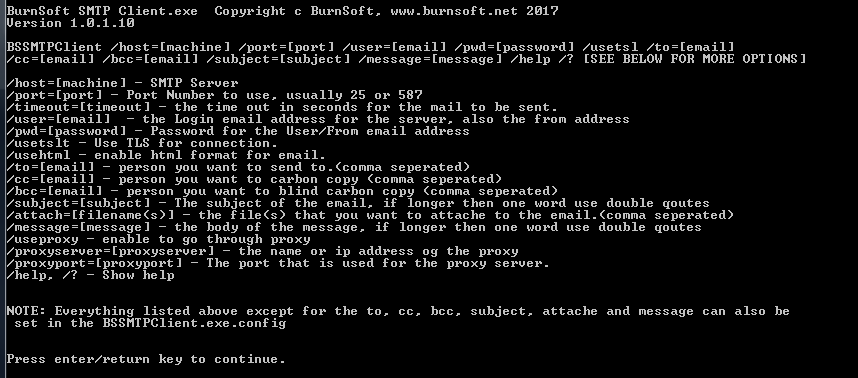 BurnSoft SMTP Client.exe  Copyright c BurnSoft, www.burnsoft.net 2017
Version 1.0.1.10
BSSMTPClient /host=[machine] /port=[port] /user=[email] /pwd=[password] /usetsl /to=[email]
/cc=[email] /bcc=[email] /subject=[subject] /message=[message] /help /? [SEE BELOW FOR MORE OPTIONS]
/host=[machine] - SMTP Server
/port=[port] - Port Number to use, usually 25 or 587
/timeout=[timeout] - the time out in seconds for the mail to be sent.
/user=[email]  - the Login email address for the server, also the from address
/pwd=[password] - Password for the User/From email address
/usetslt - Use TLS for connection.
/usehtml - enable html format for email.
/to=[email] - person you want to send to.(comma seperated)
/cc=[email] - person you want to carbon copy (comma seperated)
/bcc=[email] - person you want to blind carbon copy (comma seperated)
/subject=[subject] - The subject of the email, if longer then one word use double qoutes
/attach=[filename(s)] - the file(s) that you want to attache to the email.(comma seperated)
/message=[message] - the body of the message, if longer then one word use double qoutes
/useproxy - enable to go through proxy
/proxyserver=[proxyserver] - the name or ip address og the proxy
/proxyport=[proxyport] - The port that is used for the proxy server.
/help, /? - Show help
NOTE: Everything listed above except for the to, cc, bcc, subject, attache and message can also be
 set in the BSSMTPClient.exe.config
Press enter/return key to continue.